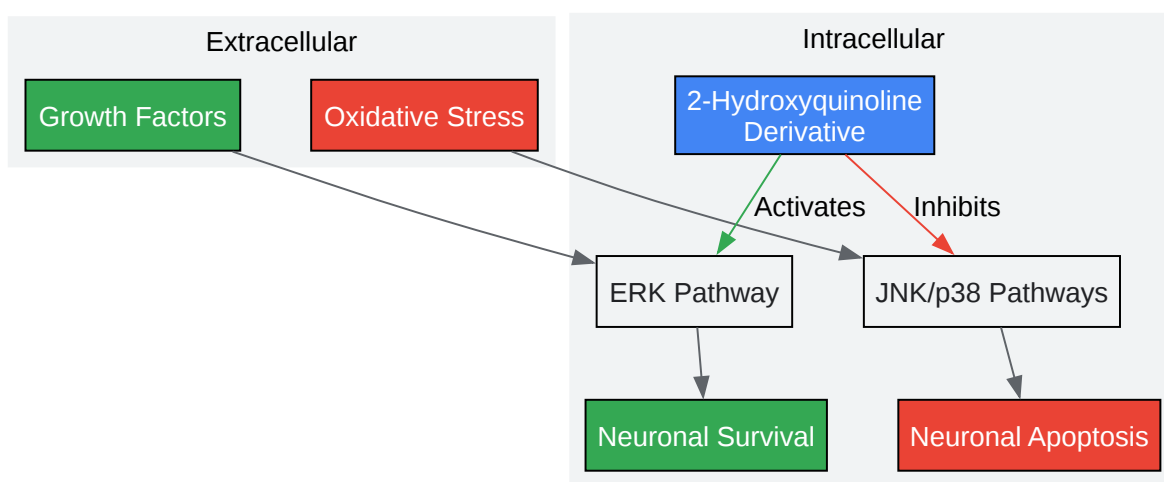 Extracellular
Intracellular
Growth Factors
Oxidative Stress
2-Hydroxyquinoline
Derivative
Activates
Inhibits
ERK Pathway
JNK/p38 Pathways
Neuronal Survival
Neuronal Apoptosis